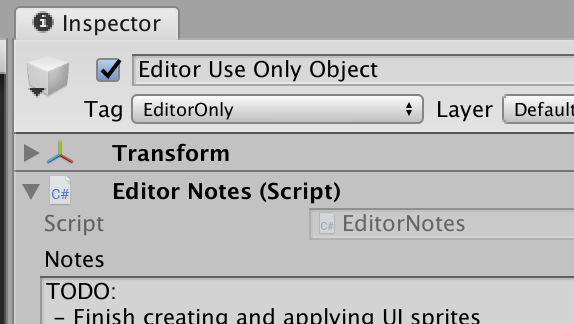 Inspector
Editor Use Only Object
Tag EditorOnly Layer Default
Transform
C# Editor Notes (Script)
Script C# EditorNotes
Notes
TODO:
- Finish creating and applying UI sprites